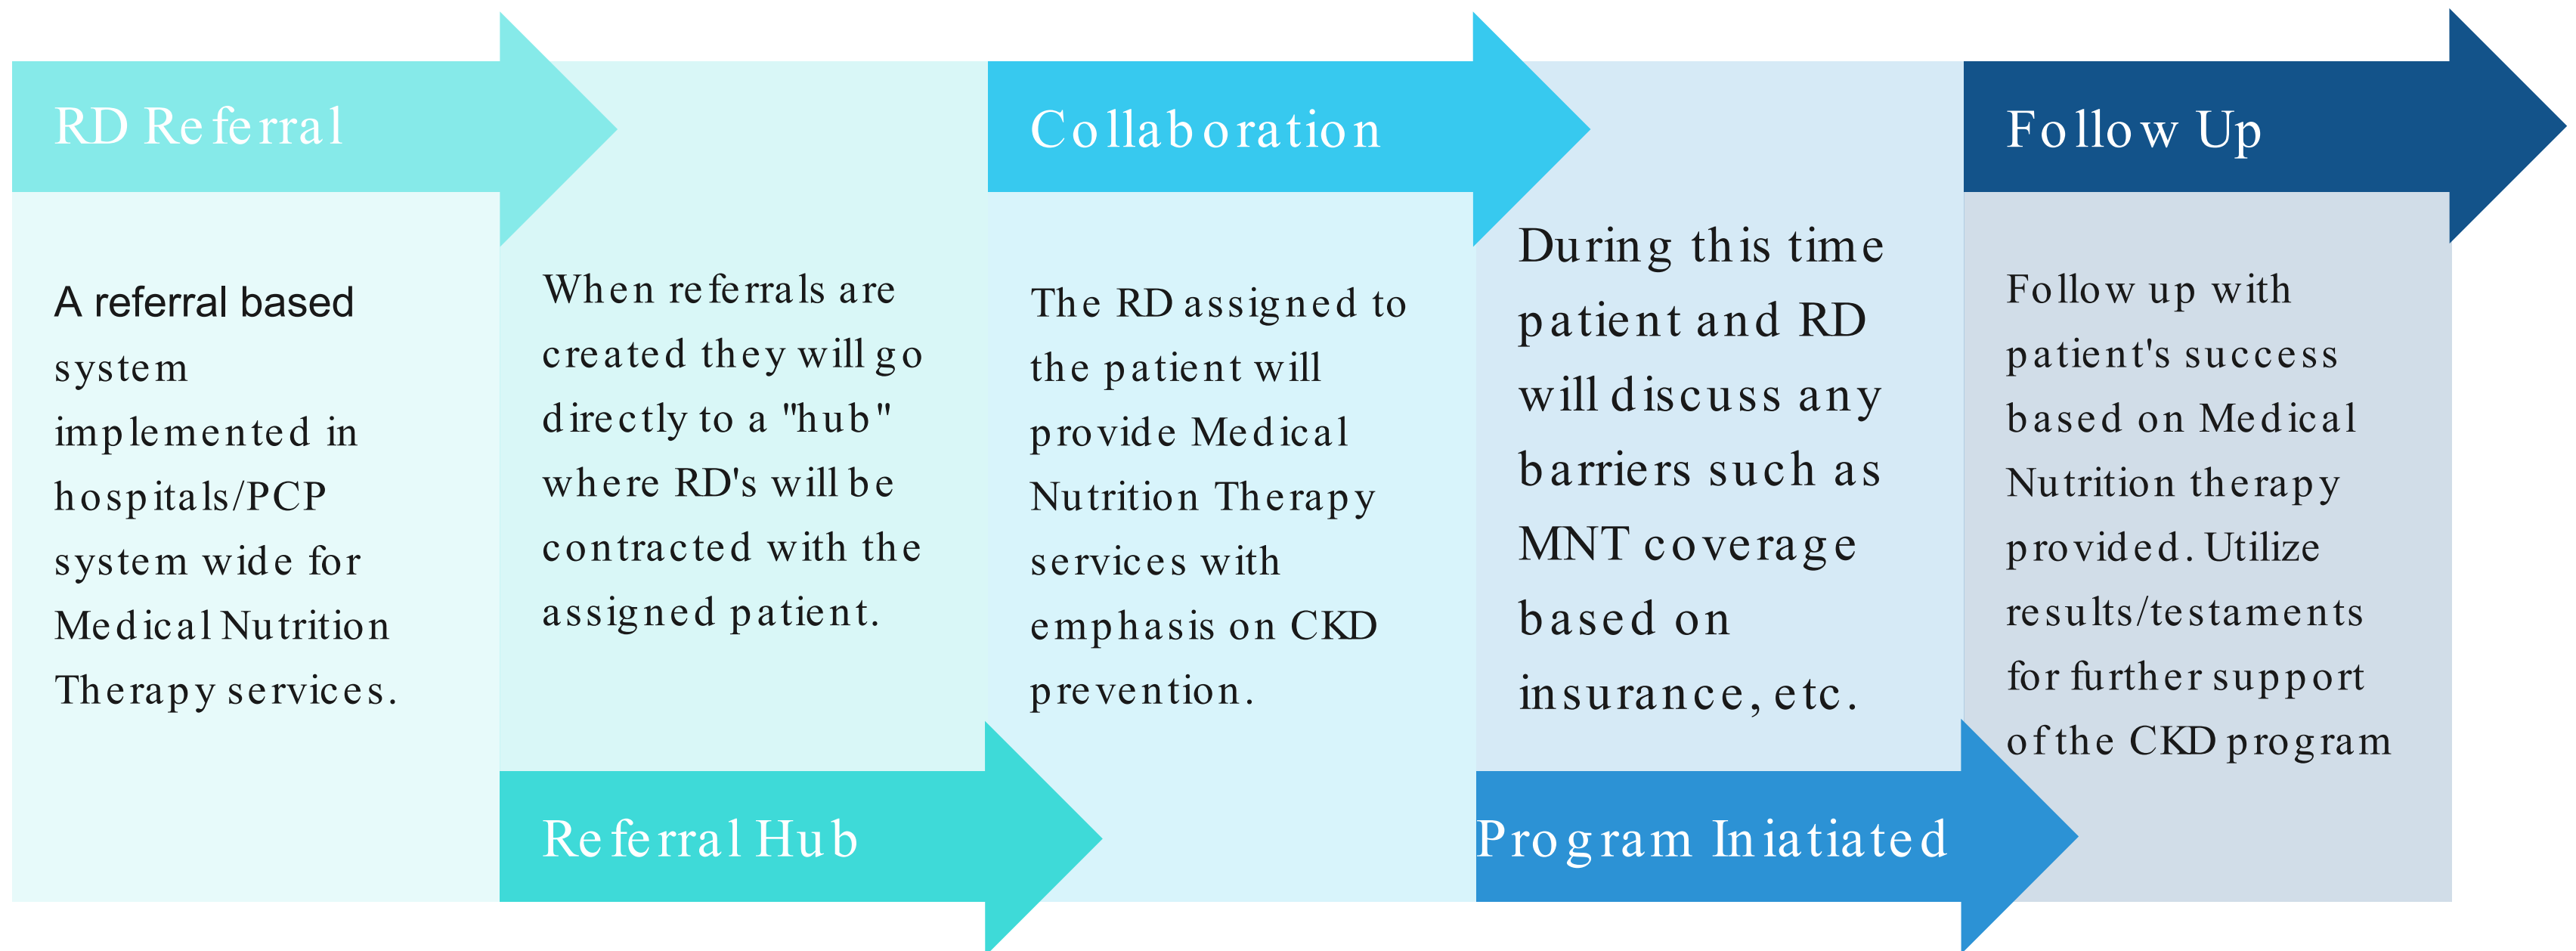 RD Referral
A referral based
system
implemented in
hospitals/PCP
system wide for
Medical Nutrition
Therapy services.
When referrals are
created they will go
directly to a "hub"
where RD's will be
contracted with the
assigned patient.
Referral Hub
Collaboration
The RD assigned to
the patient will
provide Medical
Nutrition Therapy
services with
emphasis on CKD
prevention.
During this time
patient and RD
will discuss any
barriers such as
MNT coverage
based on
insurance, etc.
Program Iniatiated
Follow Up
Follow up with
patient's success
based on Medical
Nutrition therapy
provided. Utilize
results/testaments
for further support
of the CKD program